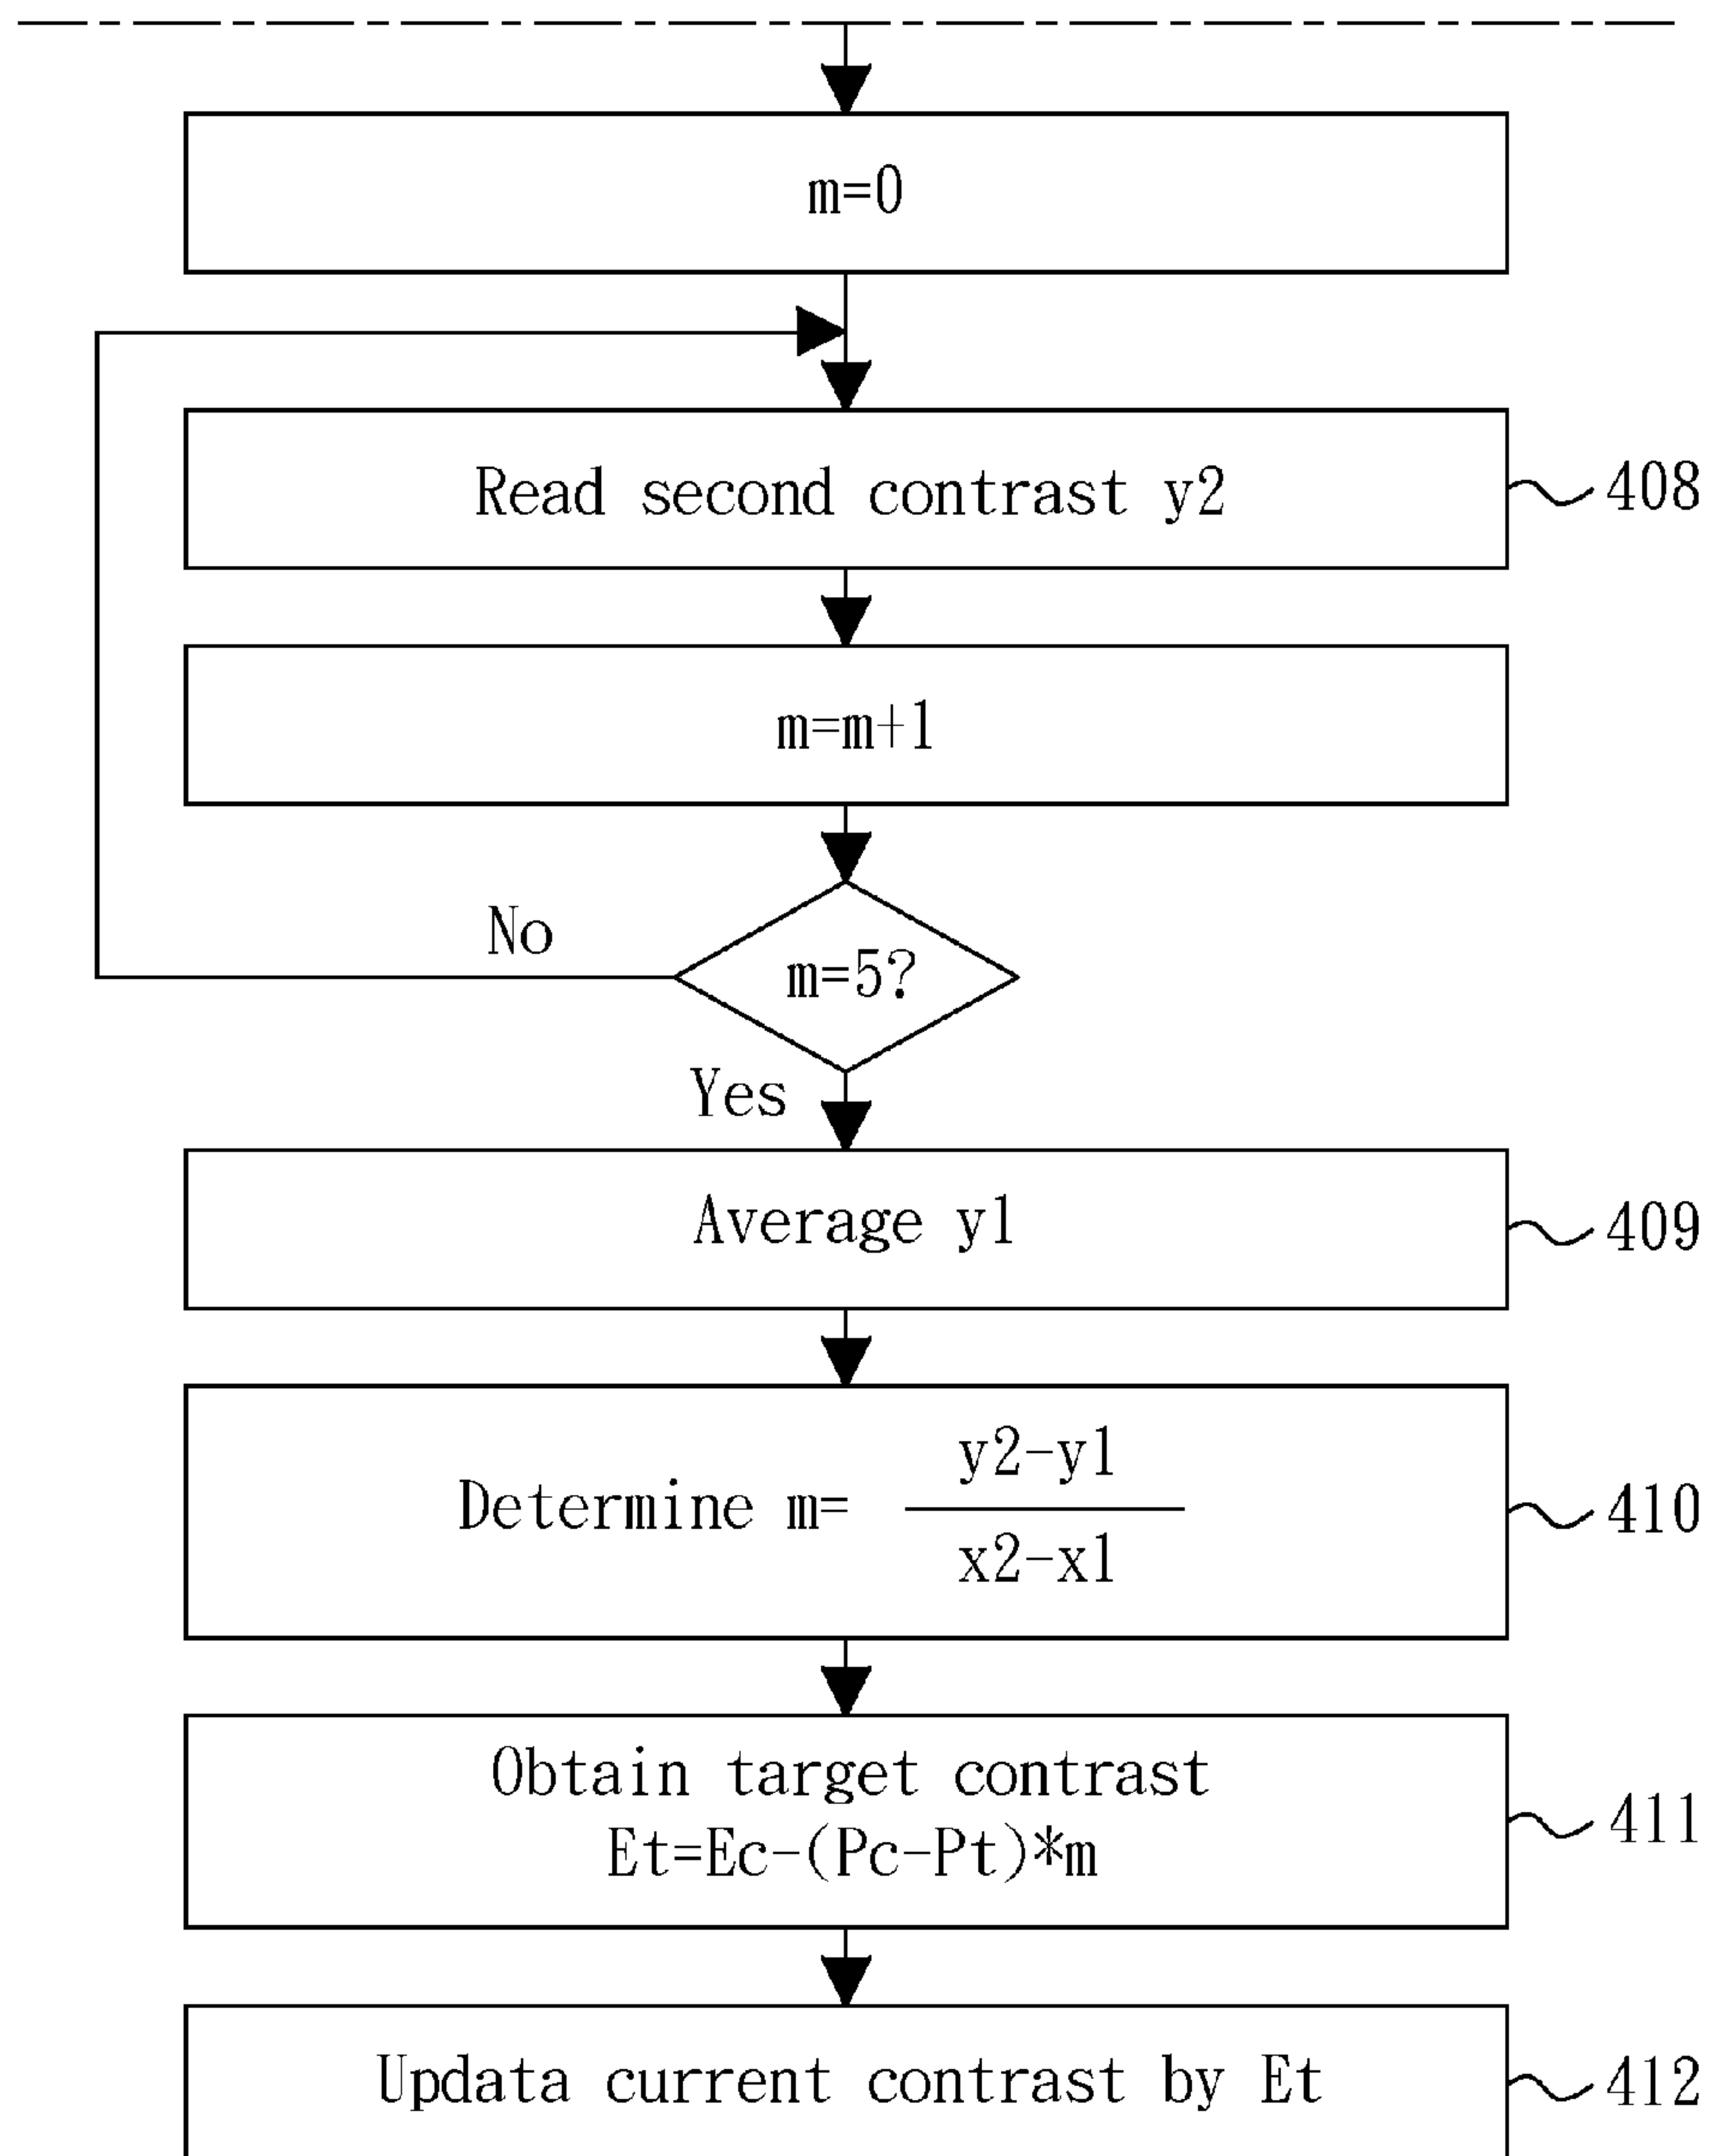 m=0
Read second contrast y2
408
m=m+1
No
m=5?
Yes
Average y1
409
y2-y1
Determine m=
x2-x1
410
Obtain target contrast
Et=Ec-(Pc-Pt)*m
411
Updata current contrast by Et
412